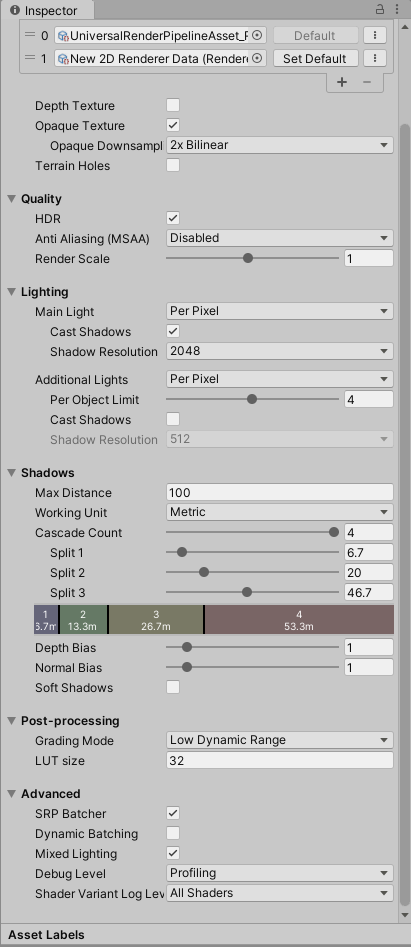 Inspector
0 UniversalRenderPipelineAsset_F Default
1 New 2D Renderer Data (Render Set Default
+ −
Depth Texture
Opaque Texture
Opaque Downsampl 2x Bilinear
Terrain Holes
Quality
HDR
Anti Aliasing (MSAA) Disabled
Render Scale 1
Lighting
Main Light Per Pixel
Cast Shadows
Shadow Resolution 2048
Additional Lights Per Pixel
Per Object Limit 4
Cast Shadows
Shadow Resolution 512
Shadows
Max Distance 100
Working Unit Metric
Cascade Count 4
Split 1 6.7
Split 2 20
Split 3 46.7
1 2 3 4
6.7m 13.3m 26.7m 53.3m
Depth Bias 1
Normal Bias 1
Soft Shadows
Post-processing
Grading Mode Low Dynamic Range
LUT size 32
Advanced
SRP Batcher
Dynamic Batching
Mixed Lighting
Debug Level Profiling
Shader Variant Log Lev All Shaders
Asset Labels